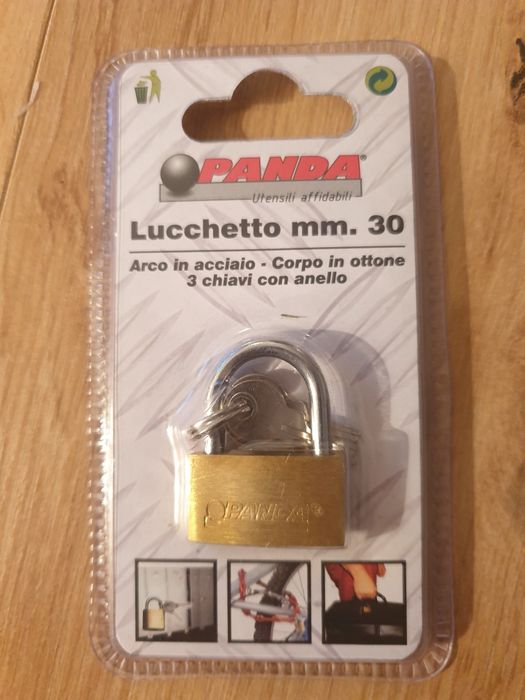 PANDA®
Utensili affidabili
Lucchetto mm. 30
Arco in acciaio - Corpo in ottone
3 chiavi con anello
PANDA®